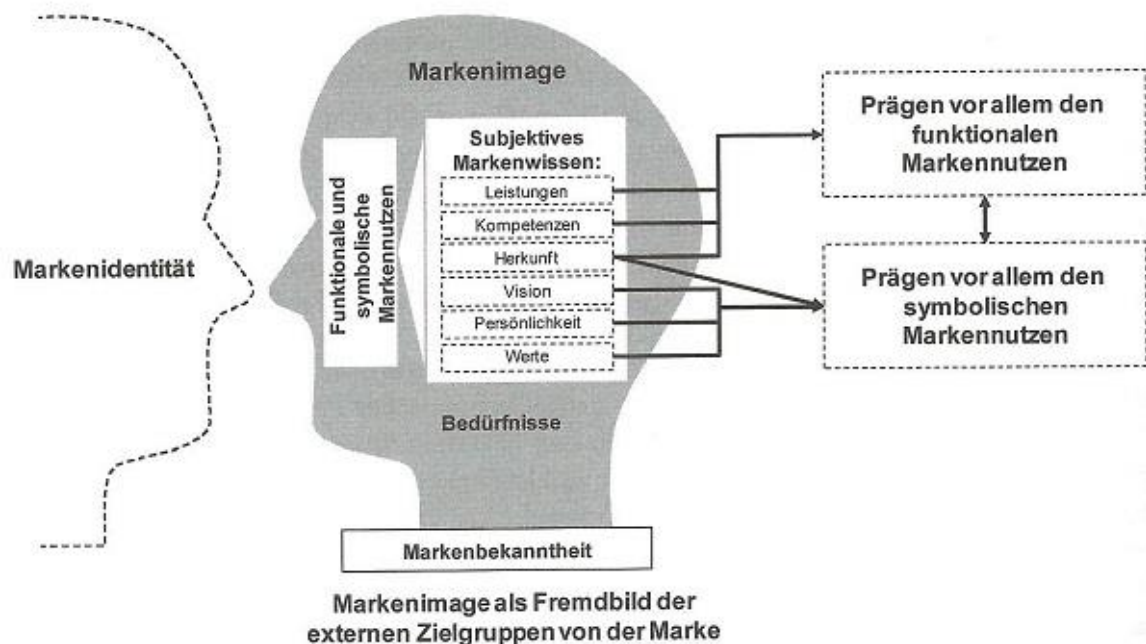 Markenidentität
Markenimage
Funktionale und
symbolische
Markennutzen
Subjektives
Markenwissen:
Leistungen
Kompetenzen
Herkunft
Vision
Persönlichkeit
Werte
Bedürfnisse
Markenbekanntheit
Markenimage als Fremdbild der
externen Zielgruppen von der Marke
Prägen vor allem den
funktionalen
Markennutzen
Prägen vor allem den
symbolischen
Markennutzen